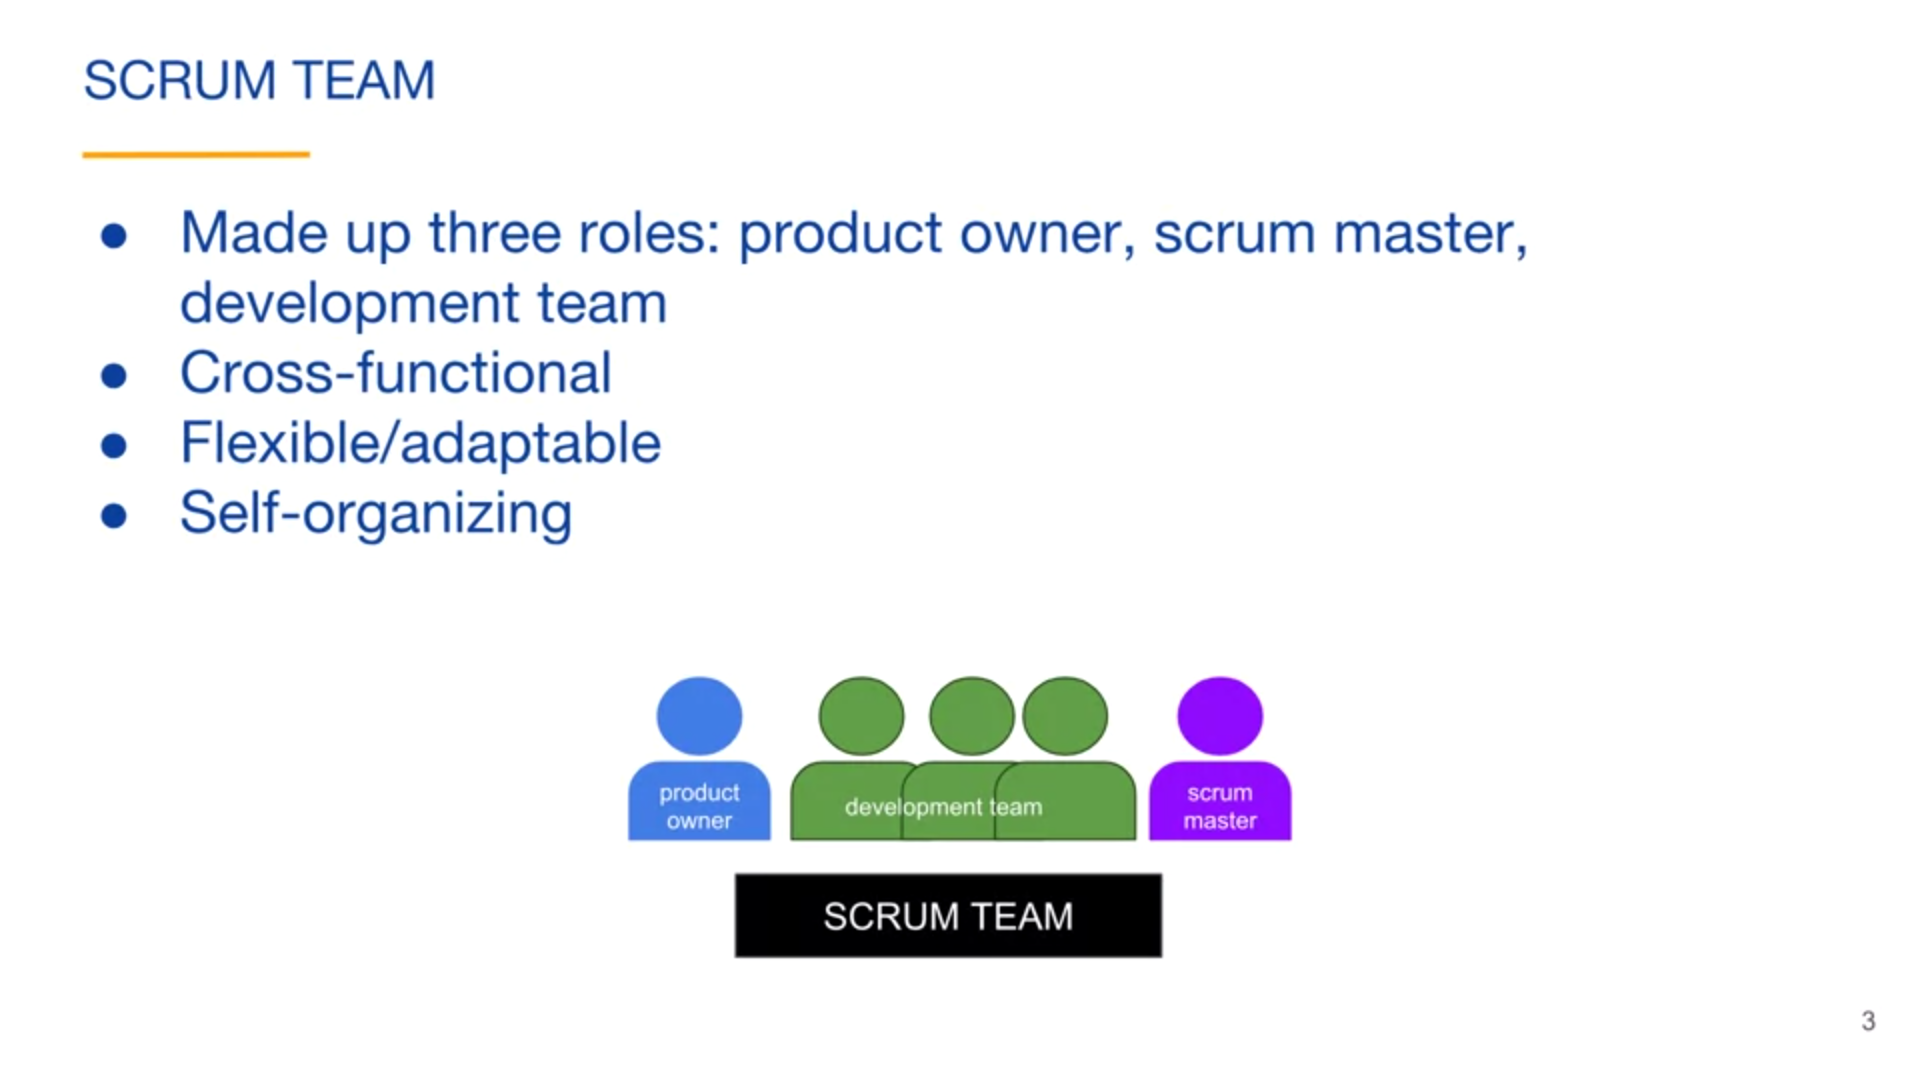 SCRUM TEAM
● Made up three roles: product owner, scrum master,
development team
● Cross-functional
● Flexible/adaptable
● Self-organizing
product
owner
development team
scrum
master
SCRUM TEAM
3